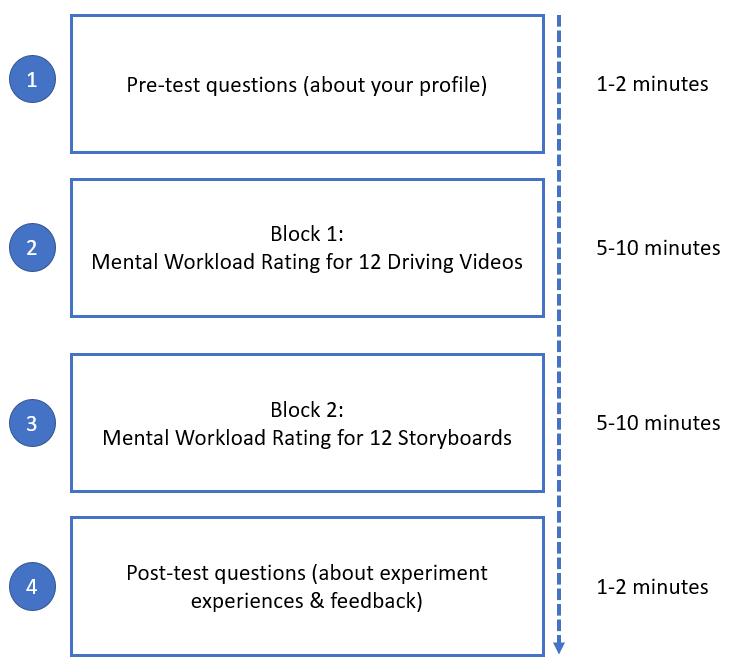 1
Pre-test questions (about your profile)
1-2 minutes
2
Block 1:
Mental Workload Rating for 12 Driving Videos
5-10 minutes
3
Block 2:
Mental Workload Rating for 12 Storyboards
5-10 minutes
4
Post-test questions (about experiment
experiences & feedback)
1-2 minutes